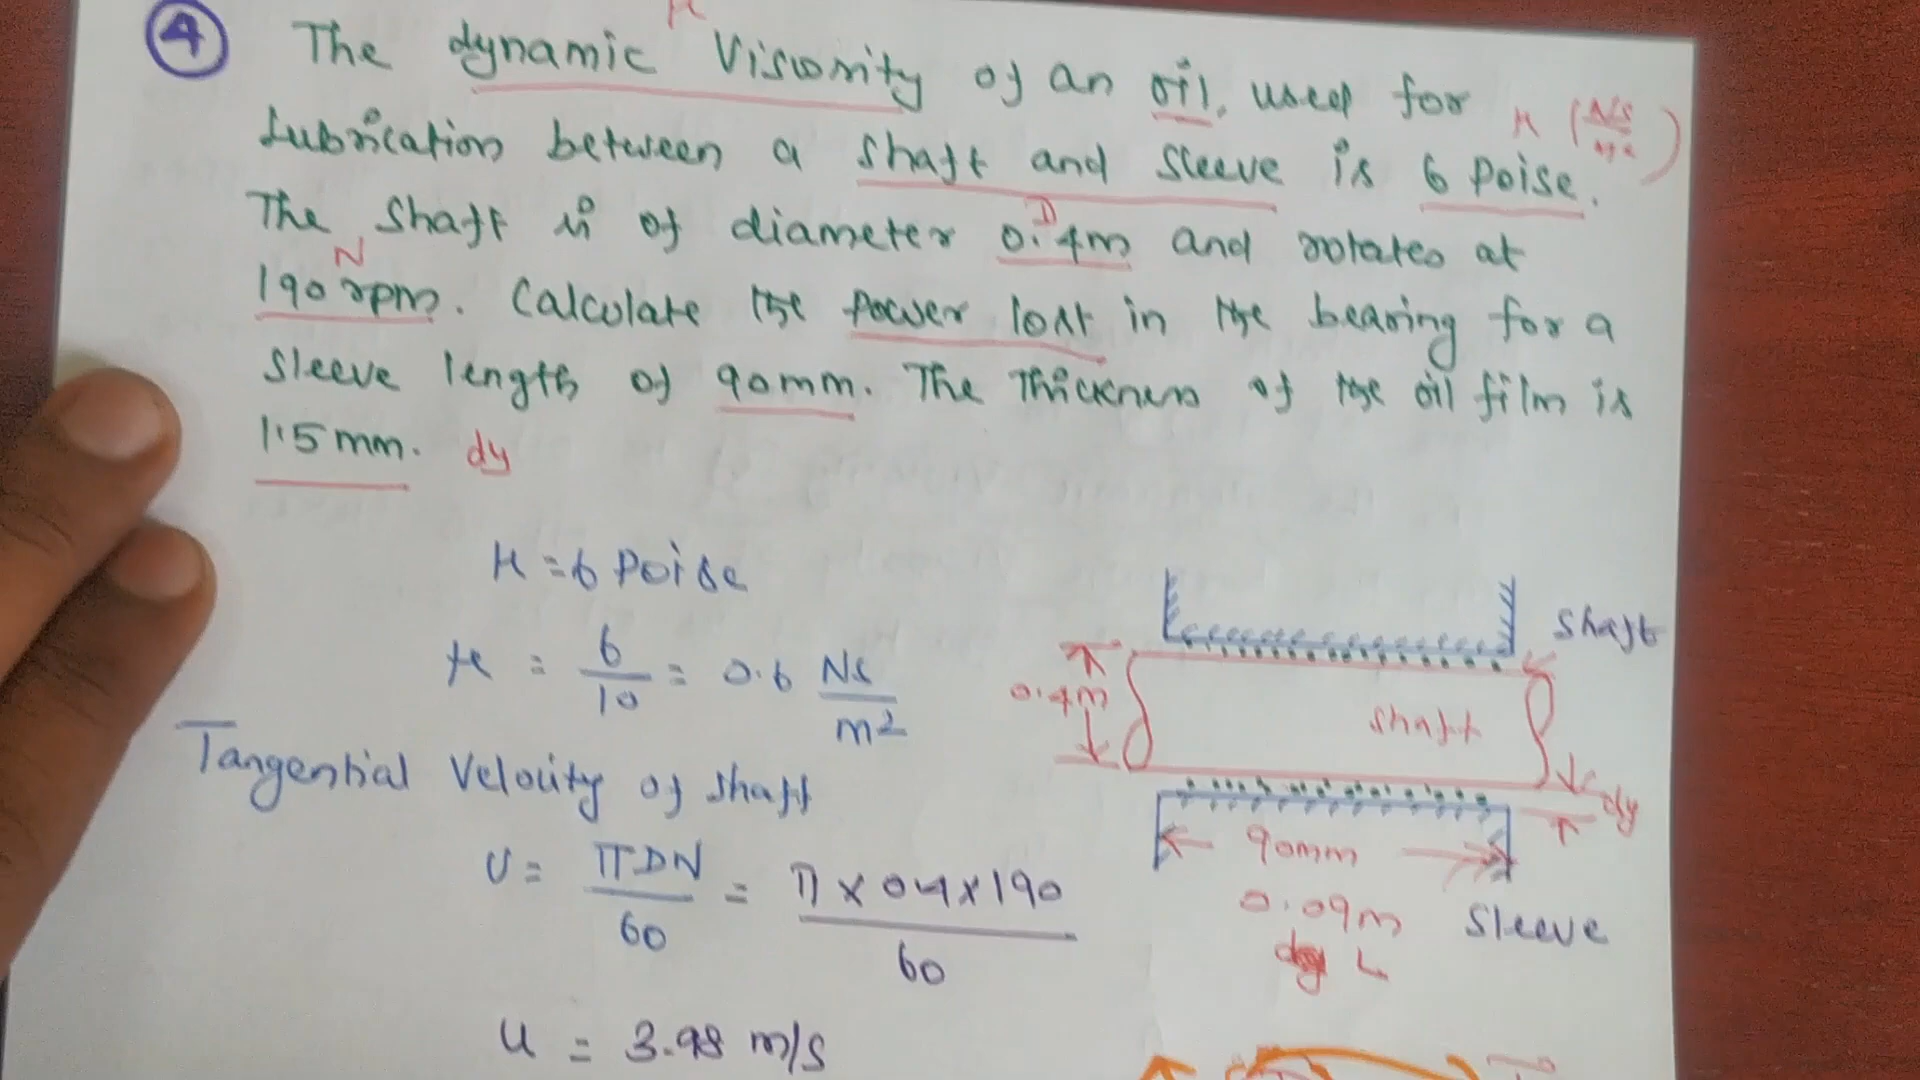 ④ The dynamic Viscosity of an oil, used for
μ
Lubrication between a shaft and sleeve is 6 poise.
μ (NS/m²)
The shaft is of diameter 0.4m and rotates at
D
N
190 rpm. Calculate the power lost in the bearing for a
sleeve length of 90mm. The Thickness of the oil film is
1.5 mm. dy
μ = 6 Poise
μ = 6/10 = 0.6 NS/m²
Tangential Velocity of shaft
U = πDN/60 = π × 0.4 × 190/60
u = 3.98 m/s
shaft
0.4m
shaft
dy
90mm
0.09m
Sleeve
L